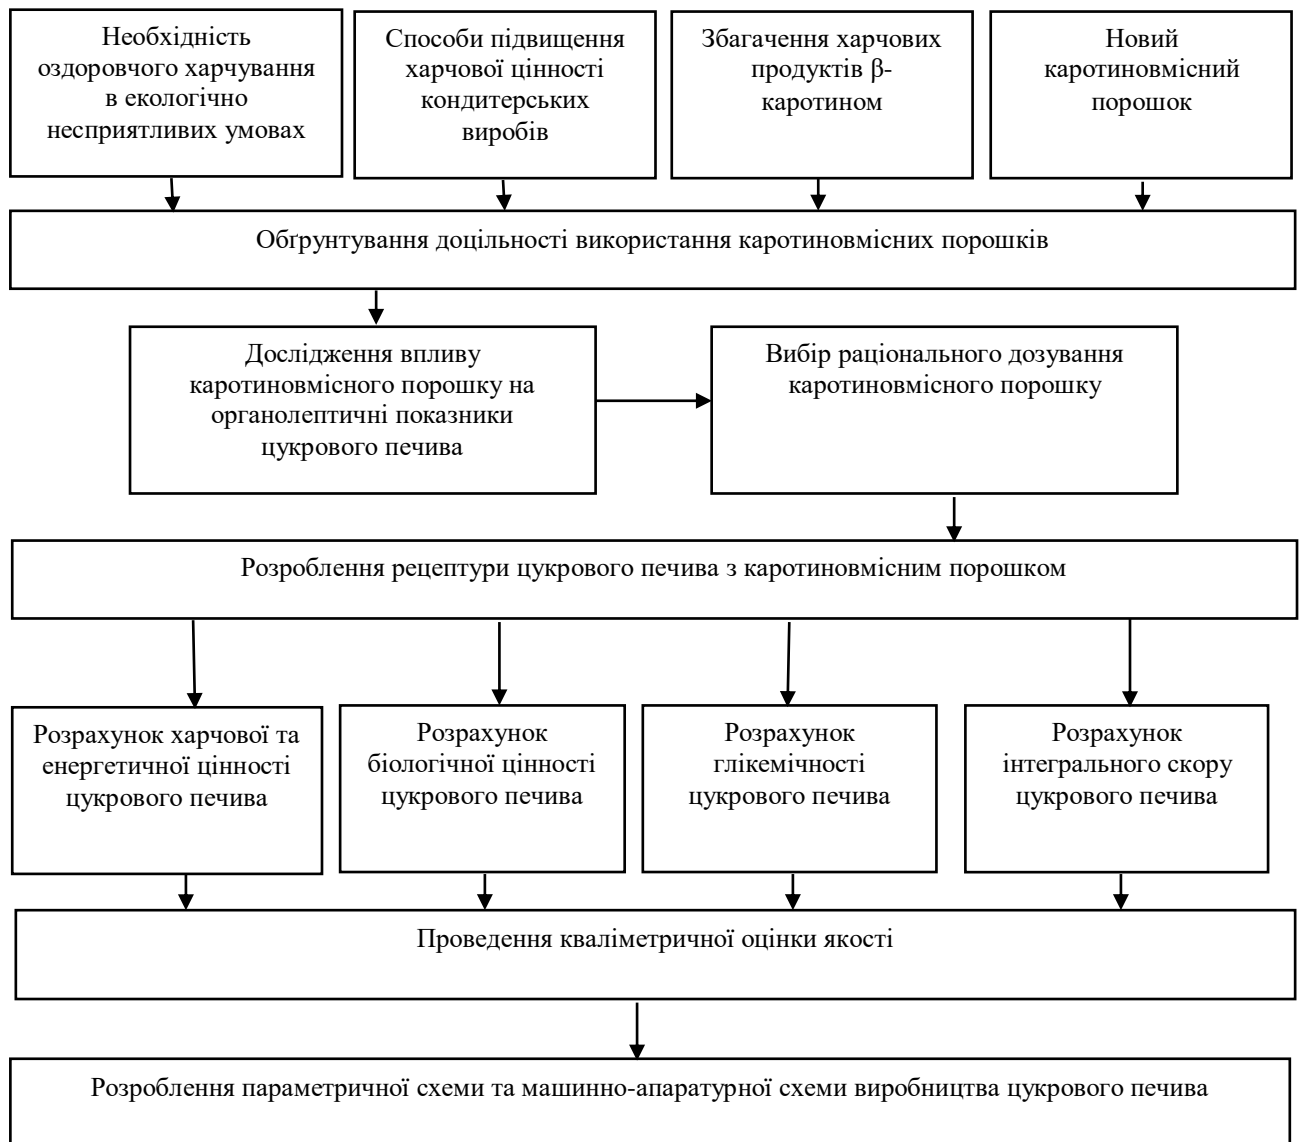 Необхідність
оздоровчого харчування
в екологічно
несприятливих умовах
Способи підвищення
харчової цінності
кондитерських
виробів
Збагачення харчових
продуктів β-
каротином
Новий
каротиновмісний
порошок
Обґрунтування доцільності використання каротиновмісних порошків
Дослідження впливу
каротиновмісного порошку на
органолептичні показники
цукрового печива
Вибір раціонального дозування
каротиновмісного порошку
Розроблення рецептури цукрового печива з каротиновмісним порошком
Розрахунок харчової та
енергетичної цінності
цукрового печива
Розрахунок
біологічної цінності
цукрового печива
Розрахунок
глікемічності
цукрового печива
Розрахунок
інтегрального скору
цукрового печива
Проведення кваліметричної оцінки якості
Розроблення параметричної схеми та машинно-апаратурної схеми виробництва цукрового печива